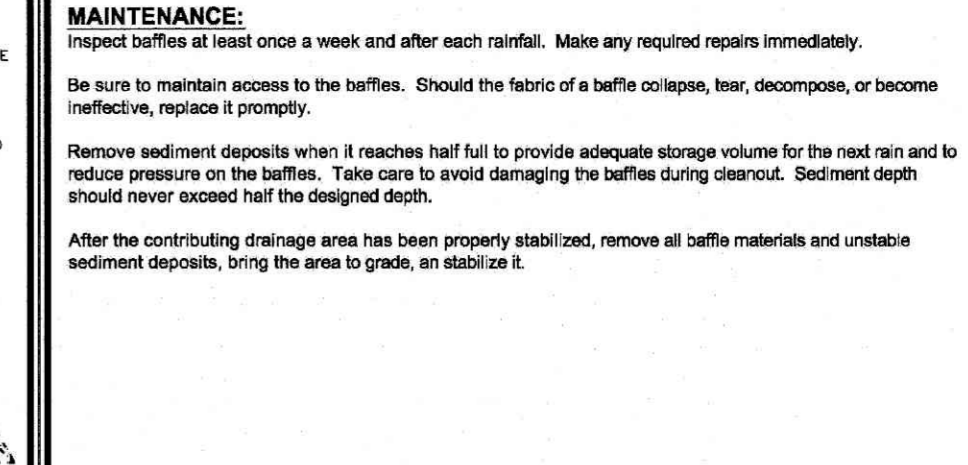 MAINTENANCE:
Inspect baffles at least once a week and after each rainfall. Make any required repairs immediately.
E
Be sure to maintain access to the baffles. Should the fabric of a baffle collapse, tear, decompose, or become
ineffective, replace it promptly.
Remove sediment deposits when it reaches half full to provide adequate storage volume for the next rain and to
reduce pressure on the baffles. Take care to avoid damaging the baffles during cleanout. Sediment depth
should never exceed half the designed depth.
After the contributing drainage area has been properly stabilized, remove all baffle materials and unstable
sediment deposits, bring the area to grade, an stabilize it.